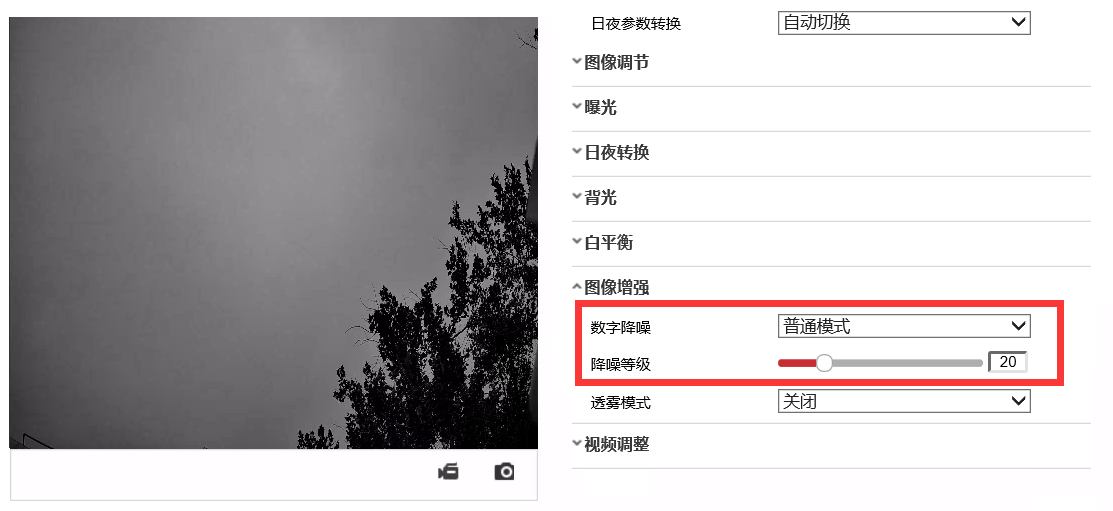 日夜参数转换 自动切换
图像调节
曝光
日夜转换
背光
白平衡
图像增强
数字降噪 普通模式
降噪等级 20
透雾模式 关闭
视频调整